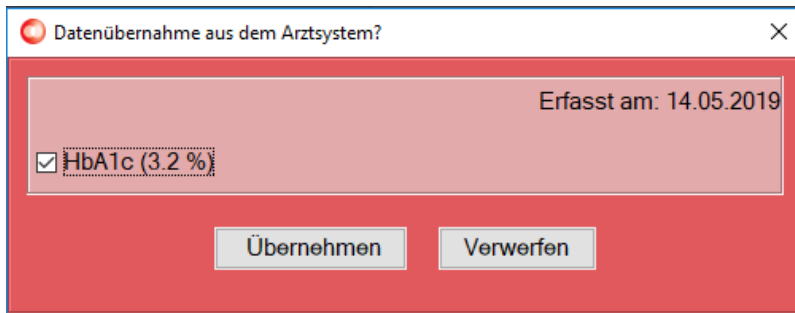 Datenübernahme aus dem Arztsystem?
Erfasst am: 14.05.2019
HbA1c (3.2 %)
Übernehmen Verwerfen